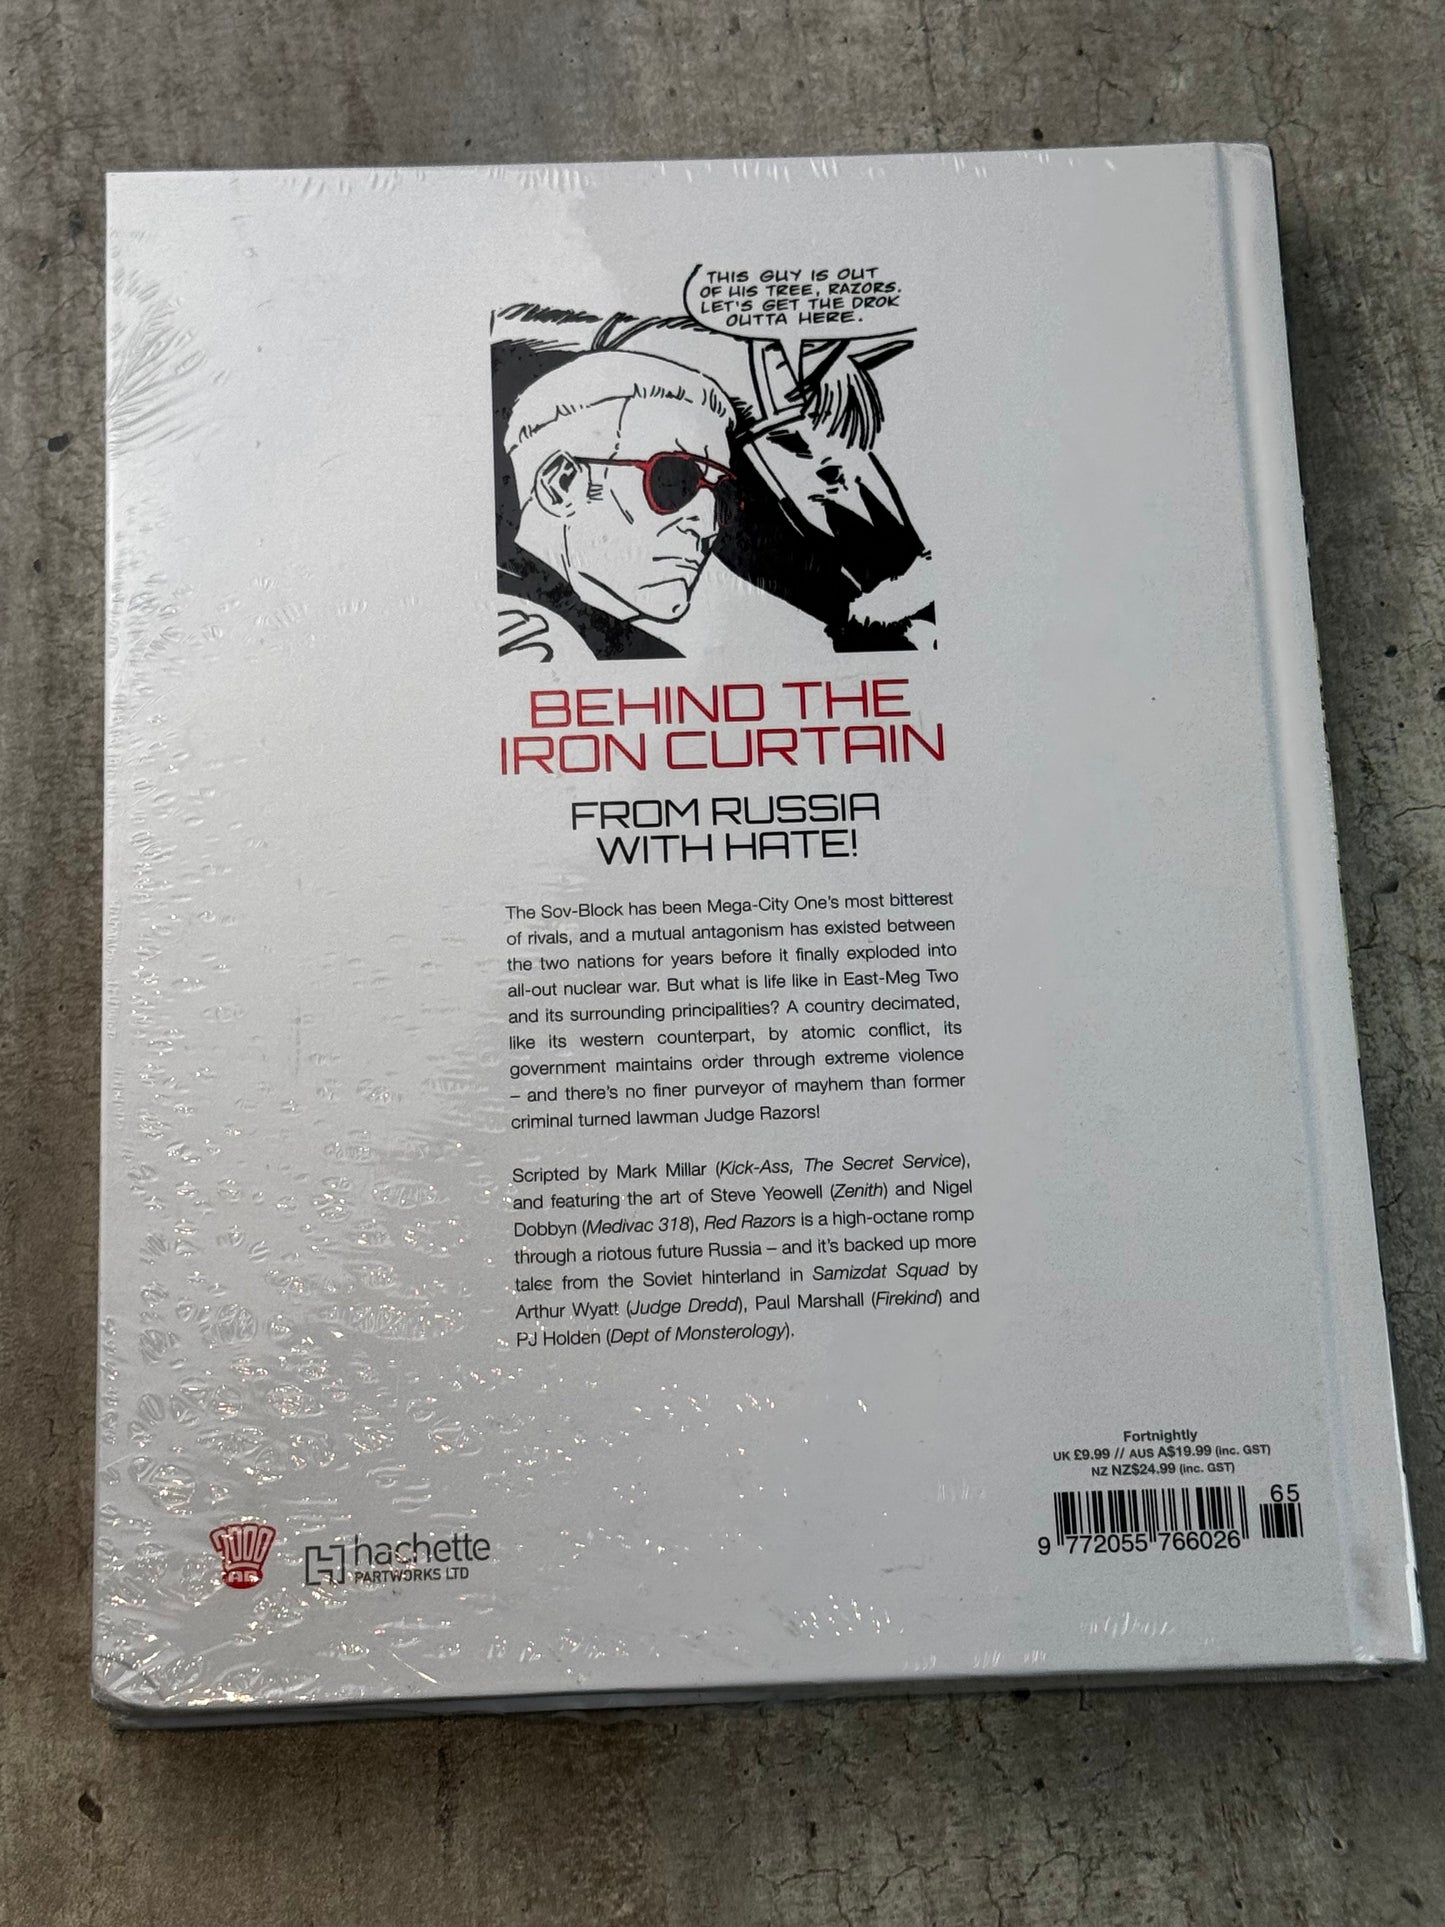 THIS GUY IS OUT
OF HIS TREE, RAZORS.
LET'S GET THE DROK
OUTTA HERE.
BEHIND THE
IRON CURTAIN
FROM RUSSIA
WITH HATE!
The Sov-Block has been Mega-City One's most bitterest
of rivals, and a mutual antagonism has existed between
the two nations for years before it finally exploded into
all-out nuclear war. But what is life like in East-Meg Two
and its surrounding principalities? A country decimated,
like its western counterpart, by atomic conflict, its
government maintains order through extreme violence
– and there's no finer purveyor of mayhem than former
criminal turned lawman Judge Razors!
Scripted by Mark Millar (Kick-Ass, The Secret Service),
and featuring the art of Steve Yeowell (Zenith) and Nigel
Dobbyn (Medivac 318), Red Razors is a high-octane romp
through a riotous future Russia – and it's backed up more
tales from the Soviet hinterland in Samizdat Squad by
Arthur Wyatt (Judge Dredd), Paul Marshall (Firekind) and
PJ Holden (Dept of Monsterology).
Fortnightly
UK £9.99 // AUS A$19.99 (inc. GST)
NZ NZ$24.99 (inc. GST)
65
9 772055 766026
2000
AD
hachette
PARTWORKS LTD